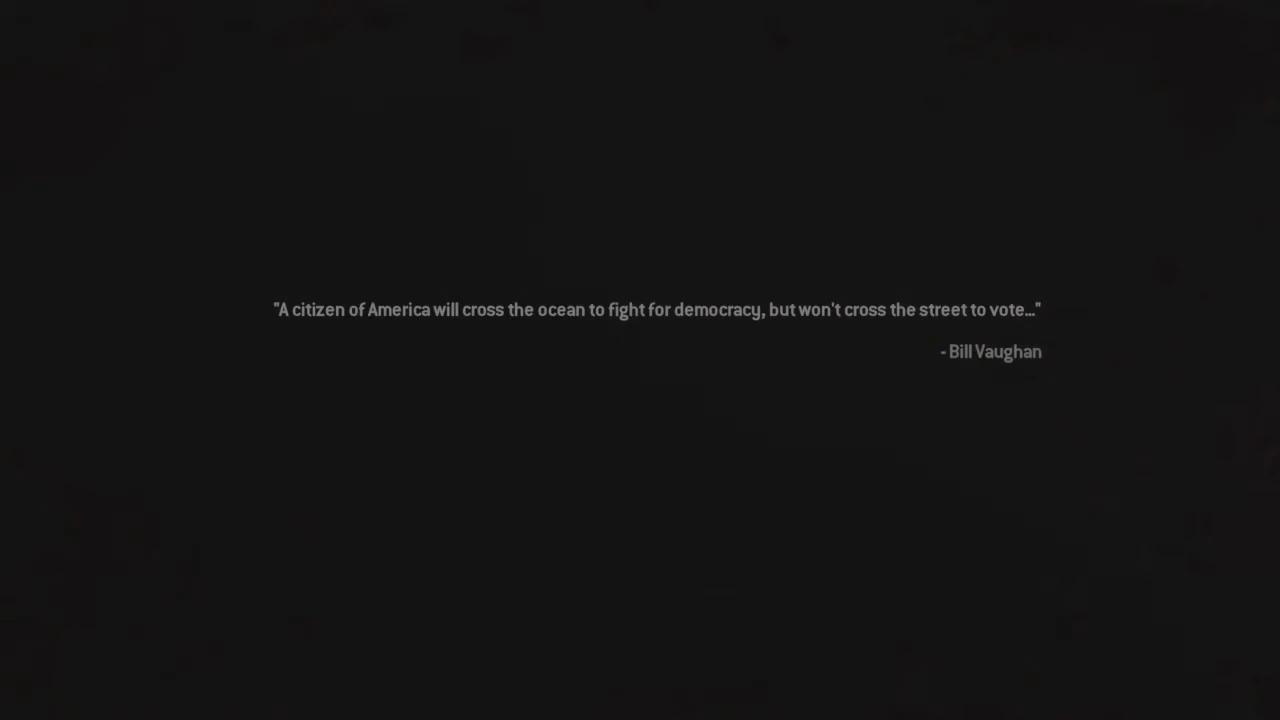 "A citizen of America will cross the ocean to fight for democracy, but won't cross the street to vote..."
- Bill Vaughan